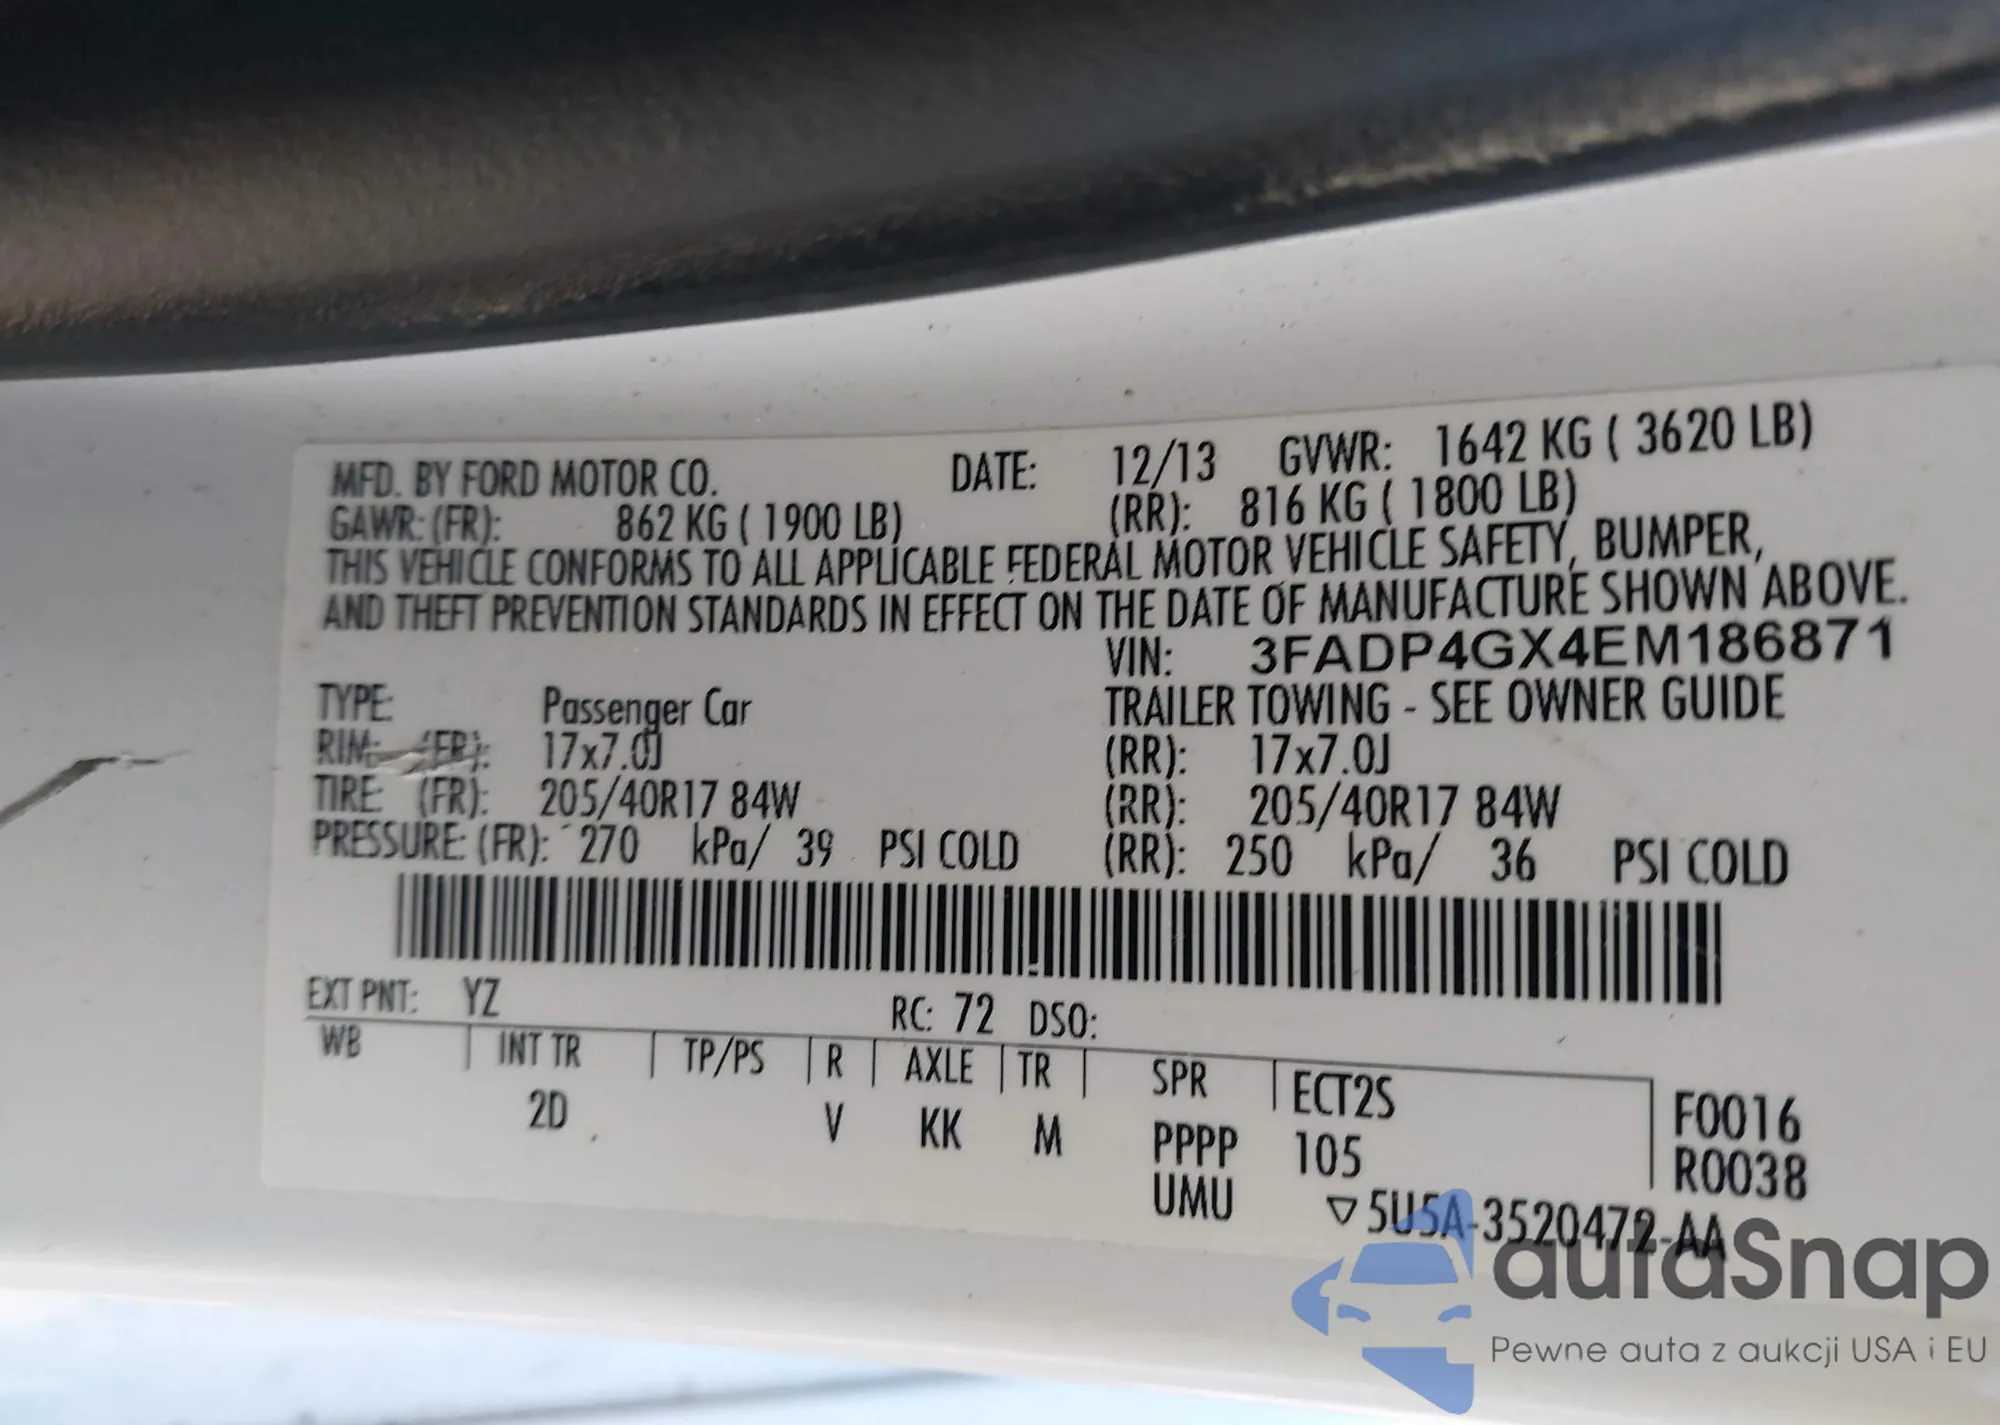 MFD. BY FORD MOTOR CO. DATE: 12/13 GVWR: 1642 KG ( 3620 LB)
GAWR: (FR): 862 KG ( 1900 LB) (RR): 816 KG ( 1800 LB)
THIS VEHICLE CONFORMS TO ALL APPLICABLE FEDERAL MOTOR VEHICLE SAFETY, BUMPER,
AND THEFT PREVENTION STANDARDS IN EFFECT ON THE DATE OF MANUFACTURE SHOWN ABOVE.
VIN: 3FADP4GX4EM186871
TYPE: Passenger Car TRAILER TOWING - SEE OWNER GUIDE
RIM: (FR): 17x7.0J (RR): 17x7.0J
TIRE: (FR): 205/40R17 84W (RR): 205/40R17 84W
PRESSURE: (FR): 270 kPa/ 39 PSI COLD (RR): 250 kPa/ 36 PSI COLD
EXT PNT: YZ RC: 72 DSO:
WB INT TR TP/PS R AXLE TR SPR ECT2S F0016
2D V KK M PPPP 105 R0038
UMU ▽5U5A-3520472-AA
autaSnap
Pewne auta z aukcji USA i EU